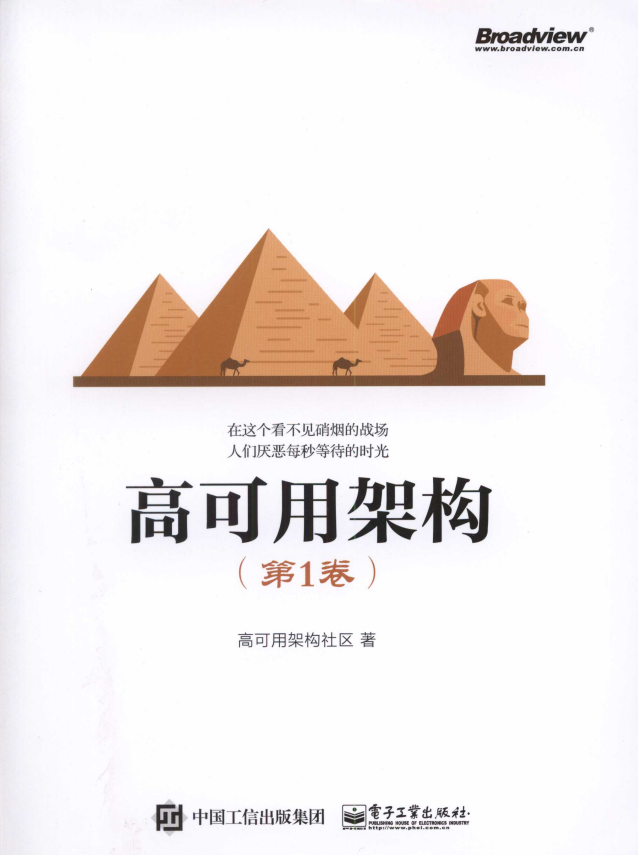 Broadview®
www.broadview.com.cn
在这个看不见硝烟的战场
人们厌恶每秒等待的时光
高可用架构
（第1卷）
高可用架构社区 著
中国工信出版集团
電子工業出版社·
PUBLISHING HOUSE OF ELECTRONICS INDUSTRY
http://www.phei.com.cn